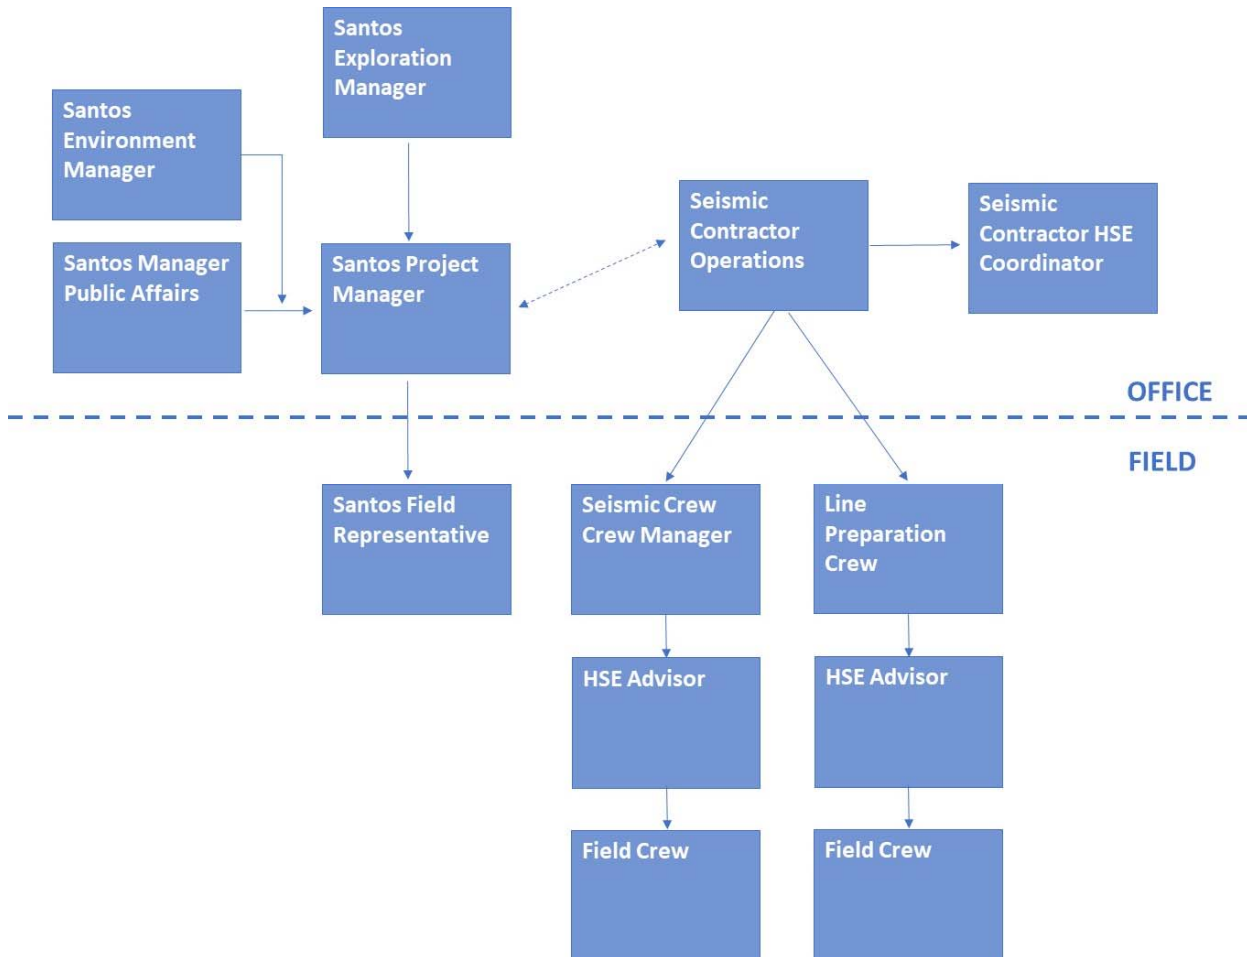 Santos
Exploration
Manager
Santos
Environment
Manager
Santos Manager
Public Affairs
Santos Project
Manager
Seismic
Contractor
Operations
Seismic
Contractor HSE
Coordinator
OFFICE
FIELD
Santos Field
Representative
Seismic Crew
Crew Manager
Line
Preparation
Crew
HSE Advisor
HSE Advisor
Field Crew
Field Crew